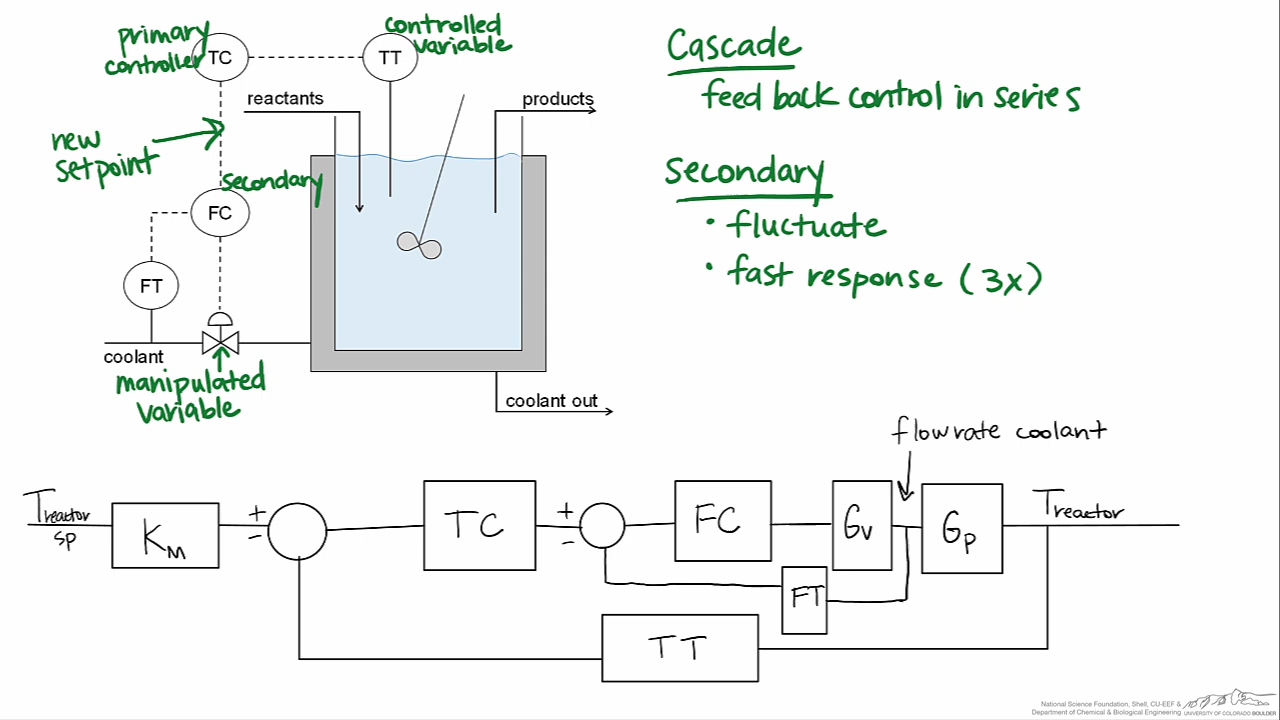 primary
controller
TC
TT
controlled
variable
reactants
products
new
setpoint
secondary
FC
FT
coolant
manipulated
variable
coolant out
Cascade
feed back control in series
Secondary
• fluctuate
• fast response (3x)
flowrate coolant
Treactor
sp
KM
+
-
TC
+
-
FC
Gv
Gp
Treactor
FT
TT
National Science Foundation, Shell, CU-EEF &
Department of Chemical & Biological Engineering
UNIVERSITY OF COLORADO BOULDER